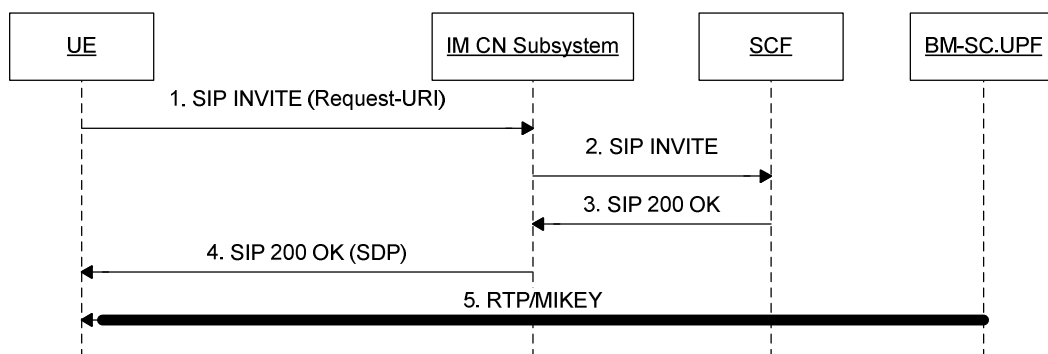 UE
IM CN Subsystem
SCF
BM-SC.UPF
1. SIP INVITE (Request-URI)
2. SIP INVITE
3. SIP 200 OK
4. SIP 200 OK (SDP)
5. RTP/MIKEY